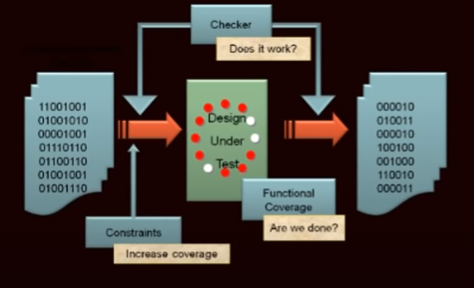 Checker
Does it work?
11001001
01001010
00001001
01110110
01100110
01001001
01001110
Design
Under
Test
000010
010011
000010
100100
001000
110010
000011
Functional
Coverage
Are we done?
Constraints
Increase coverage